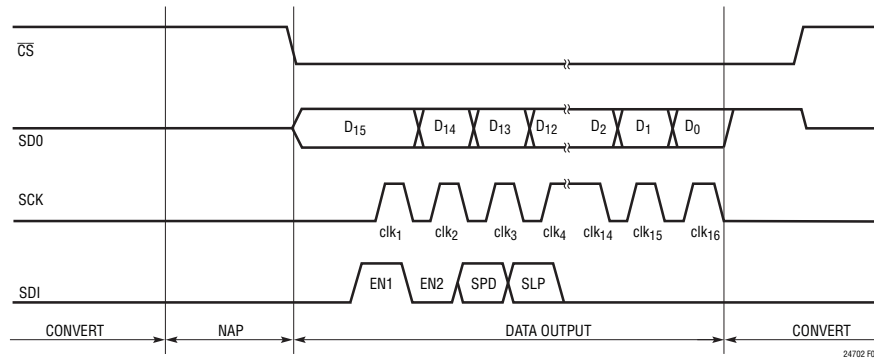 CS
SD0
D15 D14 D13 D12 D2 D1 D0
SCK
clk1 clk2 clk3 clk4 clk14 clk15 clk16
SDI
EN1 EN2 SPD SLP
CONVERT NAP DATA OUTPUT CONVERT
24702 F0